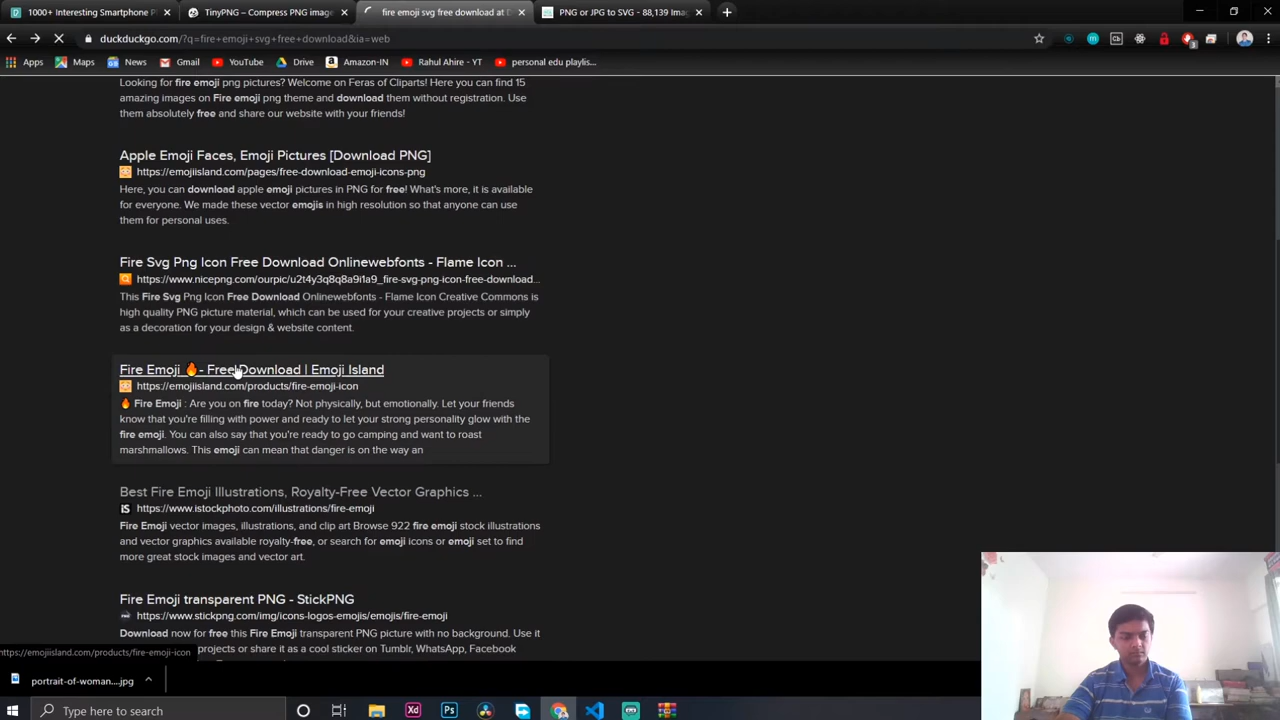 1000+ Interesting Smartphone P
TinyPNG – Compress PNG image
fire emoji svg free download at D
PNG or JPG to SVG - 88,139 Imag
duckduckgo.com/?q=fire+emoji+svg+free+download&ia=web
Apps
Maps
News
Gmail
YouTube
Drive
Amazon-IN
Rahul Ahire - YT
personal edu playlis...
Looking for fire emoji png pictures? Welcome on Feras of Cliparts! Here you can find 15
amazing images on Fire emoji png theme and download them without registration. Use
them absolutely free and share our website with your friends!
Apple Emoji Faces, Emoji Pictures [Download PNG]
https://emojiisland.com/pages/free-download-emoji-icons-png
Here, you can download apple emoji pictures in PNG for free! What's more, it is available
for everyone. We made these vector emojis in high resolution so that anyone can use
them for personal uses.
Fire Svg Png Icon Free Download Onlinewebfonts - Flame Icon ...
https://www.nicepng.com/ourpic/u2t4y3q8q8a9i1a9_fire-svg-png-icon-free-download...
This Fire Svg Png Icon Free Download Onlinewebfonts - Flame Icon Creative Commons is
high quality PNG picture material, which can be used for your creative projects or simply
as a decoration for your design & website content.
Fire Emoji 🔥- Free Download | Emoji Island
https://emojiisland.com/products/fire-emoji-icon
🔥 Fire Emoji : Are you on fire today? Not physically, but emotionally. Let your friends
know that you're filling with power and ready to let your strong personality glow with the
fire emoji. You can also say that you're ready to go camping and want to roast
marshmallows. This emoji can mean that danger is on the way an
Best Fire Emoji Illustrations, Royalty-Free Vector Graphics ...
iS https://www.istockphoto.com/illustrations/fire-emoji
Fire Emoji vector images, illustrations, and clip art Browse 922 fire emoji stock illustrations
and vector graphics available royalty-free, or search for emoji icons or emoji set to find
more great stock images and vector art.
Fire Emoji transparent PNG - StickPNG
https://www.stickpng.com/img/icons-logos-emojis/emojis/fire-emoji
Download now for free this Fire Emoji transparent PNG picture with no background. Use it
projects or share it as a cool sticker on Tumblr, WhatsApp, Facebook
https://emojiisland.com/products/fire-emoji-icon
portrait-of-woman....jpg
Type here to search
Xd
Ps